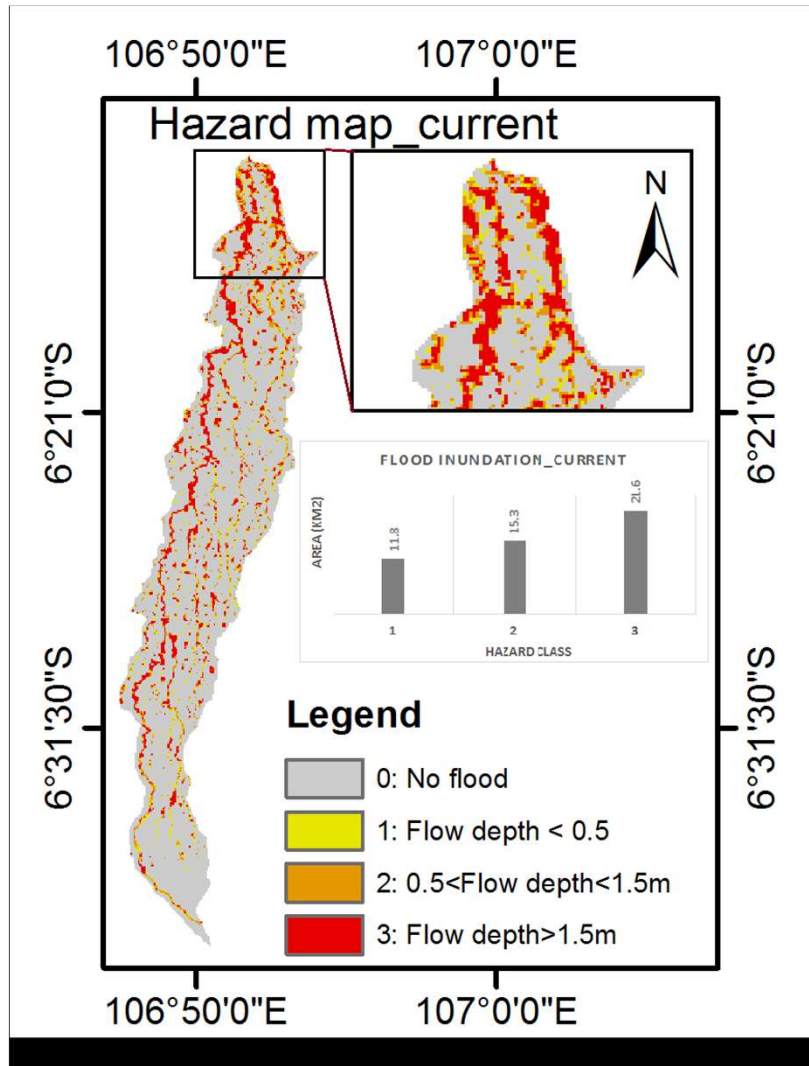 106°50'0"E 107°0'0"E
Hazard map_current
N
6°21'0"S 6°21'0"S
FLOOD INUNDATION_CURRENT
AREA (KM2)
11.8 15.3 21.6
1 2 3
HAZARD CLASS
6°31'30"S 6°31'30"S
Legend
0: No flood
1: Flow depth < 0.5
2: 0.5<Flow depth<1.5m
3: Flow depth>1.5m
106°50'0"E 107°0'0"E